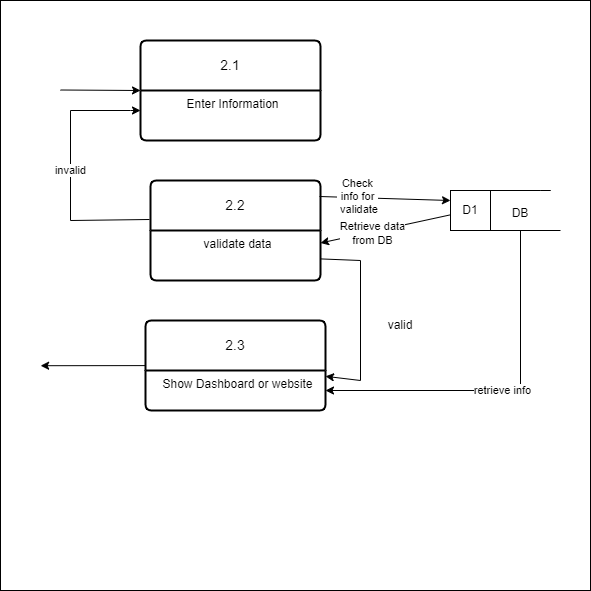 2.1
Enter Information
invalid
2.2
validate data
Check
info for
validate
Retrieve data
from DB
D1
DB
valid
2.3
Show Dashboard or website
retrieve info